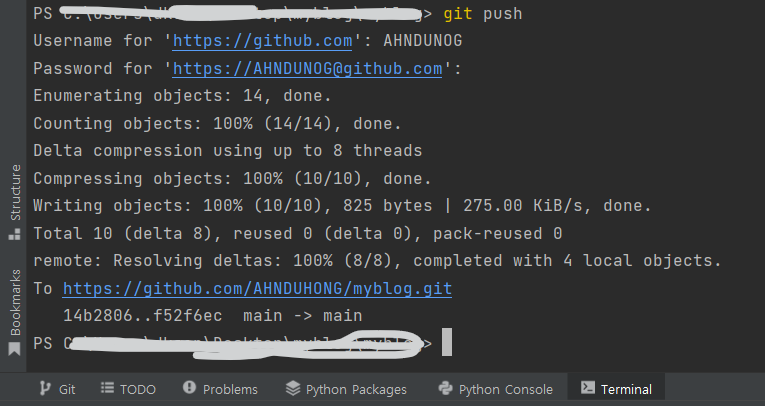 PS > git push
Username for 'https://github.com': AHNDUNOG
Password for 'https://AHNDUNOG@github.com':
Enumerating objects: 14, done.
Counting objects: 100% (14/14), done.
Delta compression using up to 8 threads
Compressing objects: 100% (10/10), done.
Writing objects: 100% (10/10), 825 bytes | 275.00 KiB/s, done.
Total 10 (delta 8), reused 0 (delta 0), pack-reused 0
remote: Resolving deltas: 100% (8/8), completed with 4 local objects.
To https://github.com/AHNDUHONG/myblog.git
14b2806..f52f6ec main -> main
PS >
Structure
Bookmarks
Git TODO Problems Python Packages Python Console Terminal